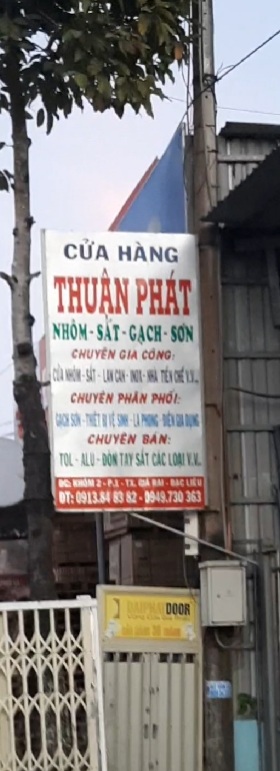 CỬA HÀNG
THUẬN PHÁT
NHÔM - SẮT - GẠCH - SƠN
CHUYÊN GIA CÔNG:
CỬA NHÔM - SẮT - LAN CAN - INOX - NHÀ TIỀN CHẾ V.V..
CHUYÊN PHÂN PHỐI:
GẠCH SƠN - THIẾT BỊ VỆ SINH - LA PHÔNG - ĐIỆN GIA DỤNG
CHUYÊN BÁN:
TOL - ALU - ĐÒN TAY SẮT CÁC LOẠI V.V..
ĐC: KHÓM 2 - P.1 - TX. GIÁ RAI - BẠC LIÊU
ĐT: 0913.84 83 82 - 0949.730 363
DAIPHATDOOR